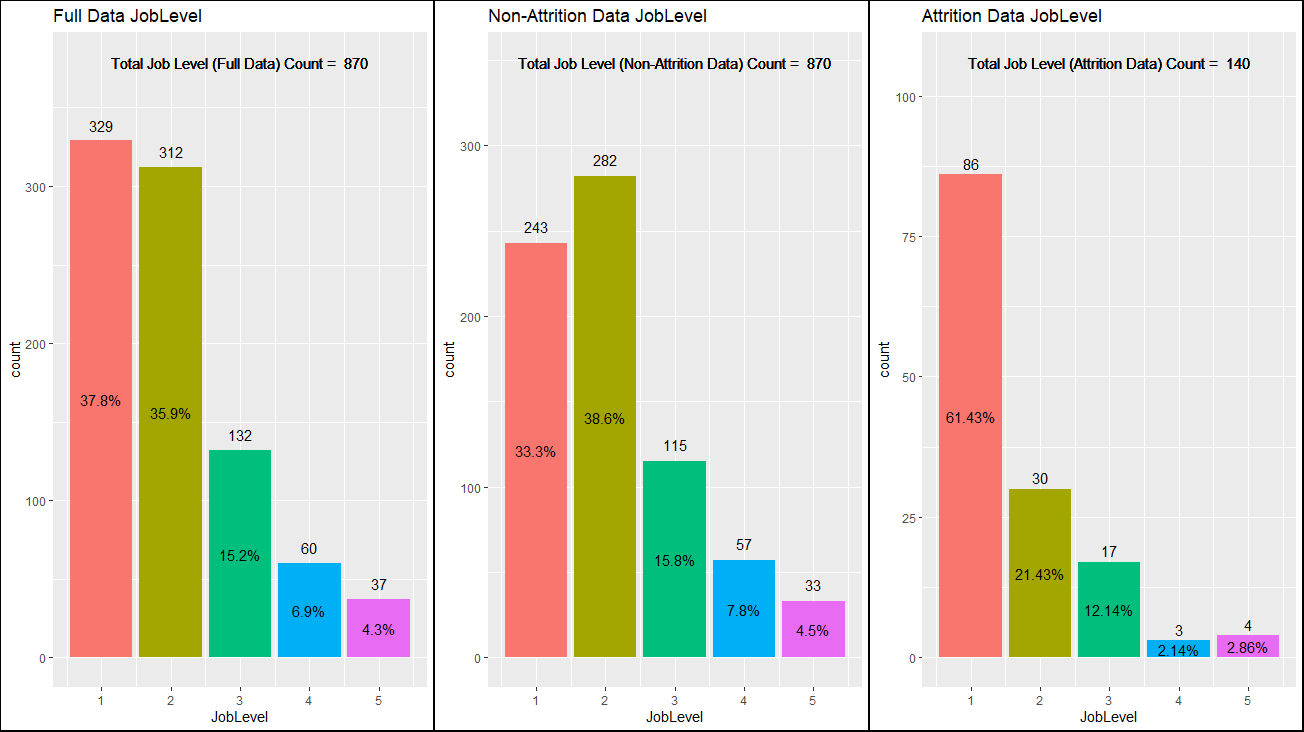 Full Data JobLevel
Total Job Level (Full Data) Count = 870
count
300
200
100
0
329
312
132
60
37
37.8%
35.9%
15.2%
6.9%
4.3%
1 2 3 4 5
JobLevel
Non-Attrition Data JobLevel
Total Job Level (Non-Attrition Data) Count = 870
count
300
200
100
0
243
282
115
57
33
33.3%
38.6%
15.8%
7.8%
4.5%
1 2 3 4 5
JobLevel
Attrition Data JobLevel
Total Job Level (Attrition Data) Count = 140
count
100
75
50
25
0
86
30
17
3
4
61.43%
21.43%
12.14%
2.14%
2.86%
1 2 3 4 5
JobLevel